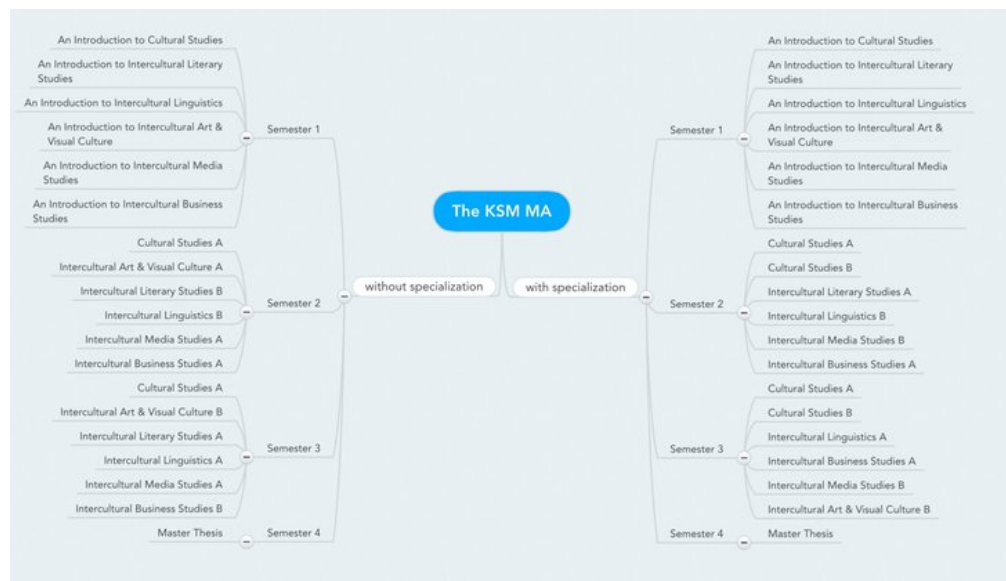 The KSM MA
without specialization
Semester 1
An Introduction to Cultural Studies
An Introduction to Intercultural Literary
Studies
An Introduction to Intercultural Linguistics
An Introduction to Intercultural Art &
Visual Culture
An Introduction to Intercultural Media
Studies
An Introduction to Intercultural Business
Studies
Semester 2
Cultural Studies A
Intercultural Art & Visual Culture A
Intercultural Literary Studies B
Intercultural Linguistics B
Intercultural Media Studies A
Intercultural Business Studies A
Semester 3
Cultural Studies A
Intercultural Art & Visual Culture B
Intercultural Literary Studies A
Intercultural Linguistics A
Intercultural Media Studies A
Intercultural Business Studies B
Semester 4
Master Thesis
with specialization
Semester 1
An Introduction to Cultural Studies
An Introduction to Intercultural Literary
Studies
An Introduction to Intercultural Linguistics
An Introduction to Intercultural Art &
Visual Culture
An Introduction to Intercultural Media
Studies
An Introduction to Intercultural Business
Studies
Semester 2
Cultural Studies A
Cultural Studies B
Intercultural Literary Studies A
Intercultural Linguistics B
Intercultural Media Studies B
Intercultural Business Studies A
Semester 3
Cultural Studies A
Cultural Studies B
Intercultural Linguistics A
Intercultural Business Studies A
Intercultural Media Studies B
Intercultural Art & Visual Culture B
Semester 4
Master Thesis